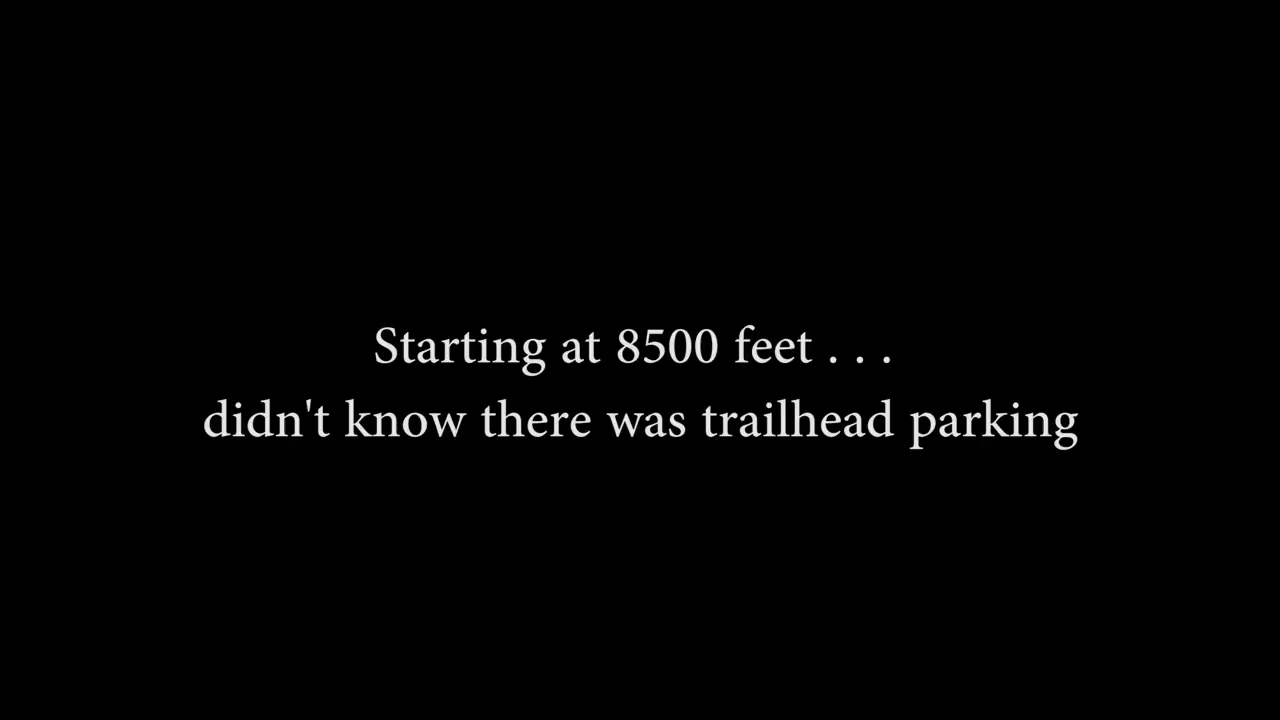 Starting at 8500 feet . . .
didn't know there was trailhead parking